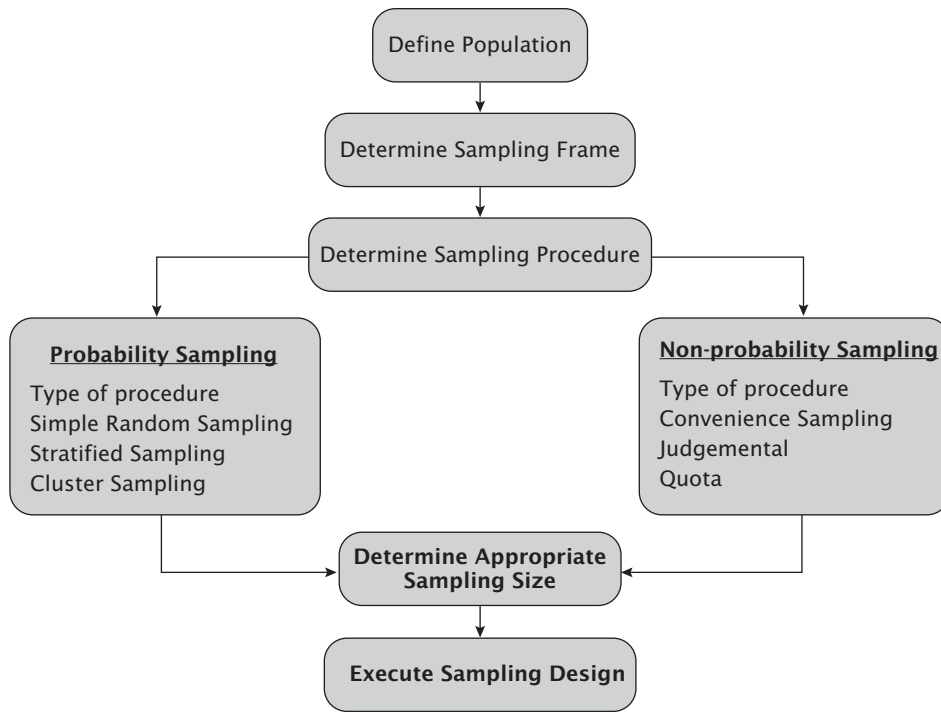 Define Population
Determine Sampling Frame
Determine Sampling Procedure
Probability Sampling
Type of procedure
Simple Random Sampling
Stratified Sampling
Cluster Sampling
Non-probability Sampling
Type of procedure
Convenience Sampling
Judgemental
Quota
Determine Appropriate
Sampling Size
Execute Sampling Design